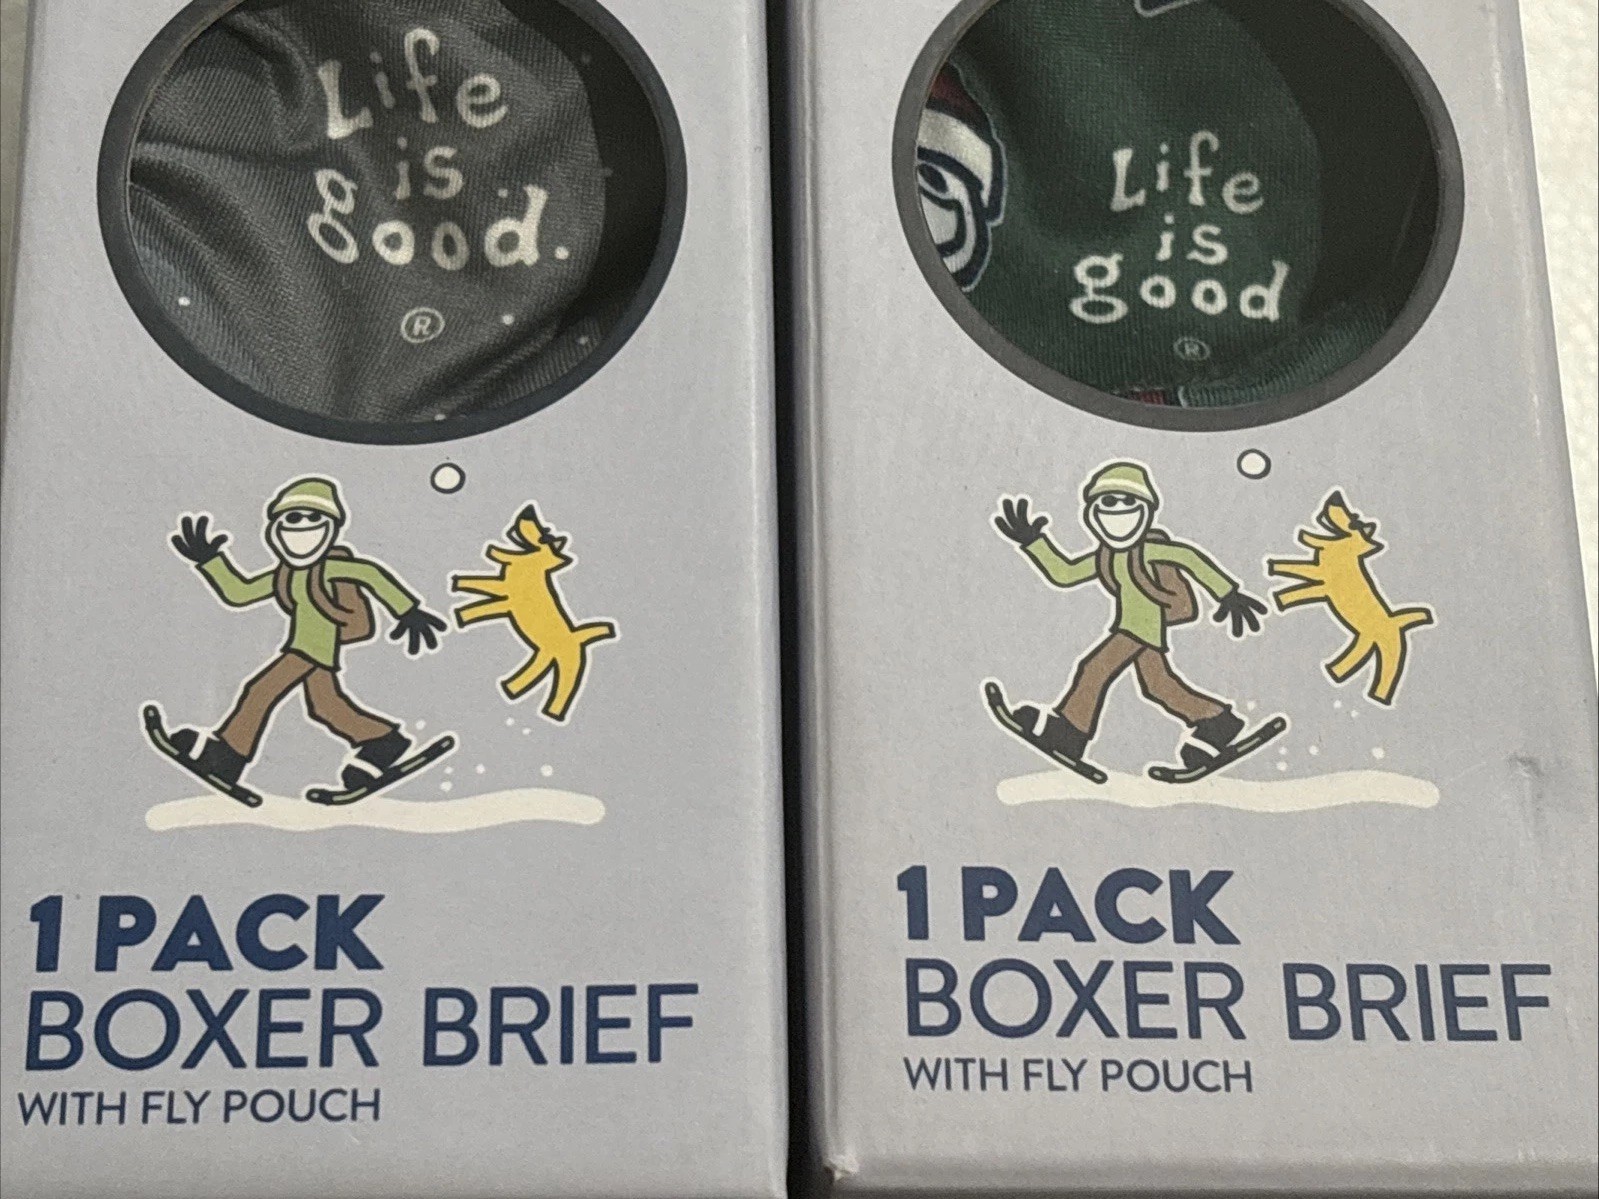 Life
is
good.
®
1 PACK
BOXER BRIEF
WITH FLY POUCH
Life
is
good
®
1 PACK
BOXER BRIEF
WITH FLY POUCH